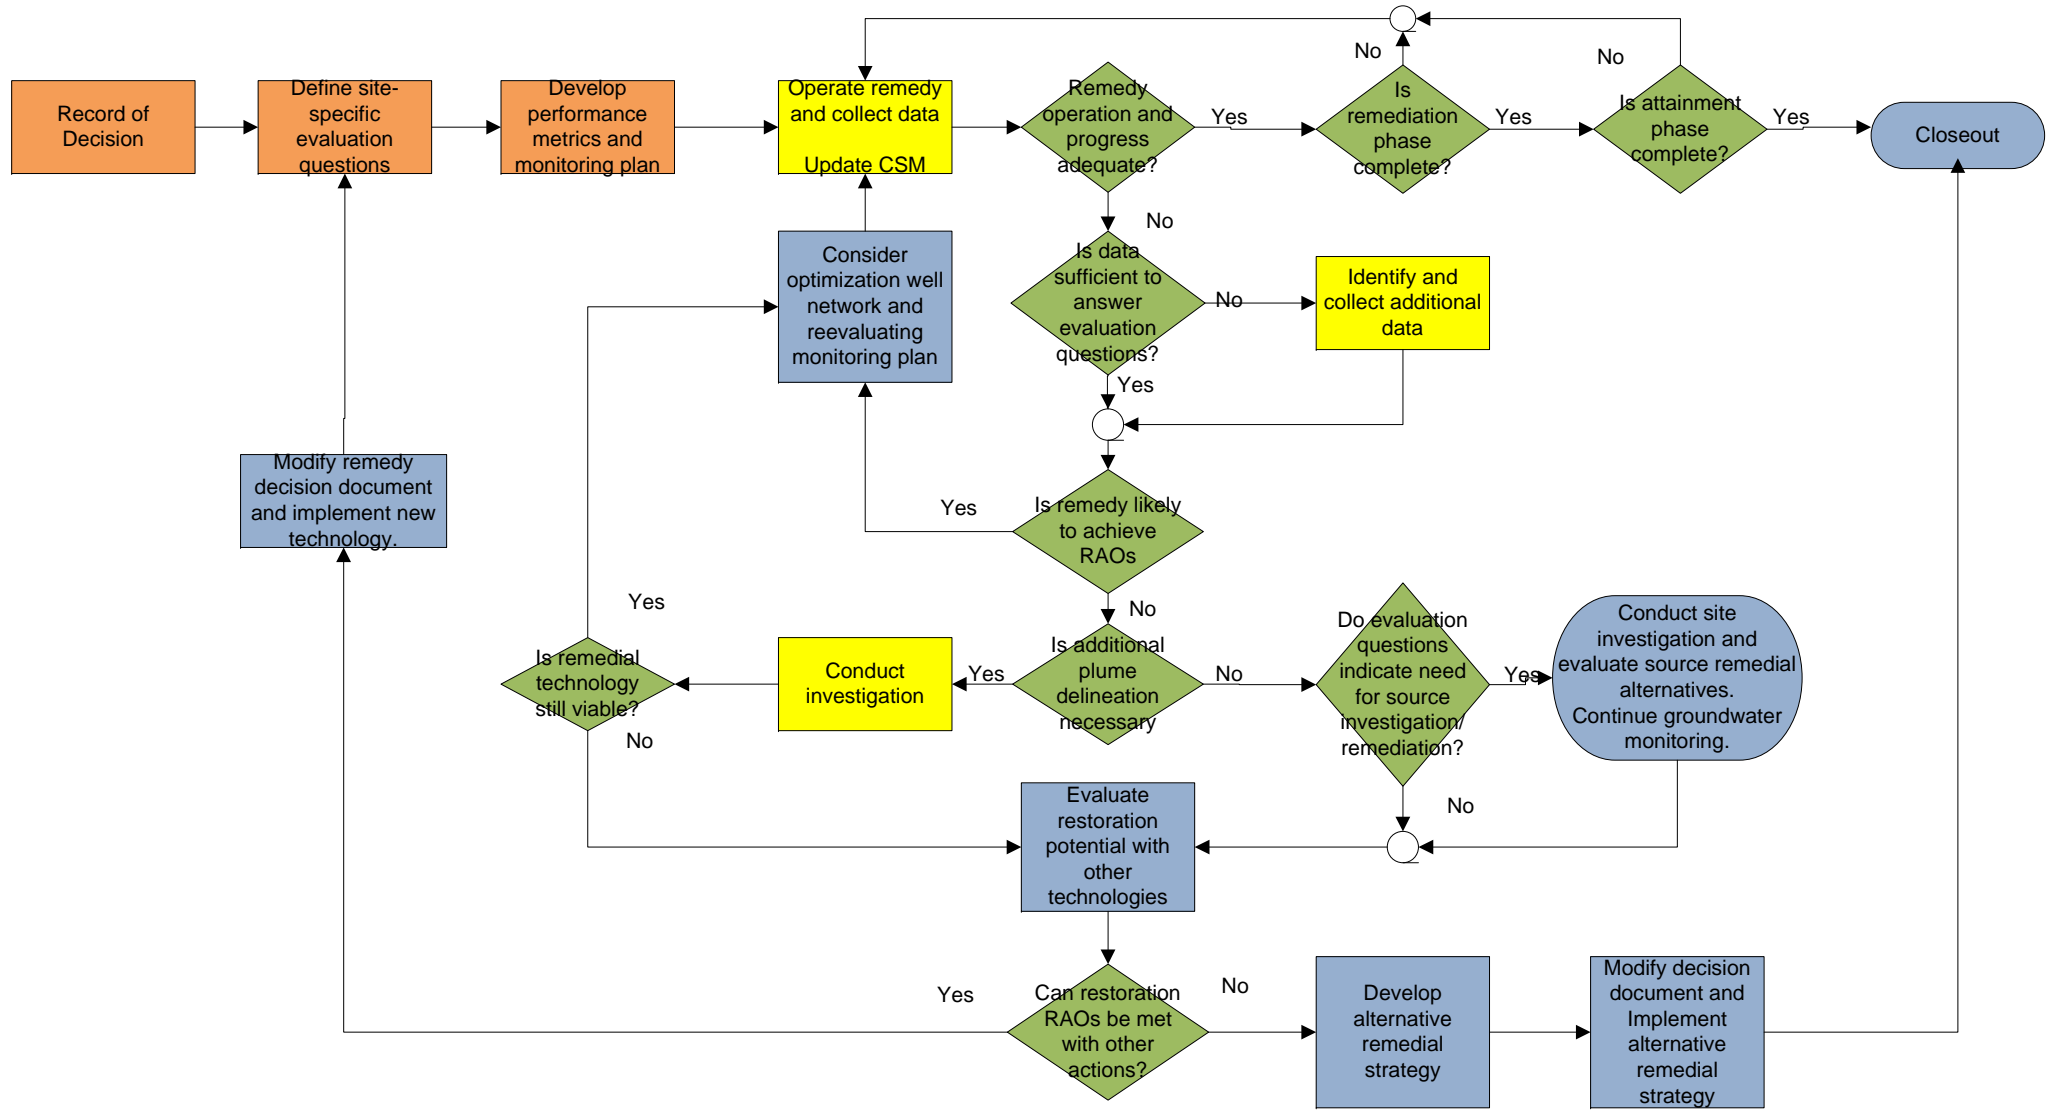 No
No
Record of
Decision
Define site-
specific
evaluation
questions
Develop
performance
metrics and
monitoring plan
Operate remedy
and collect data
Update CSM
Remedy
operation and
progress
adequate?
Yes
Is
remediation
phase
complete?
Yes
Is attainment
phase
complete?
Yes
Closeout
No
Consider
optimization well
network and
reevaluating
monitoring plan
Is data
sufficient to
answer
evaluation
questions?
No
Identify and
collect additional
data
Yes
Modify remedy
decision document
and implement new
technology.
Yes
Is remedy likely
to achieve
RAOs
No
Yes
Is remedial
technology
still viable?
No
Conduct
investigation
Yes
Is additional
plume
delineation
necessary
No
Do evaluation
questions
indicate need
for source
investigation/
remediation?
Yes
Conduct site
investigation and
evaluate source remedial
alternatives.
Continue groundwater
monitoring.
No
Evaluate
restoration
potential with
other
technologies
Yes
Can restoration
RAOs be met
with other
actions?
No
Develop
alternative
remedial
strategy
Modify decision
document and
Implement
alternative
remedial
strategy